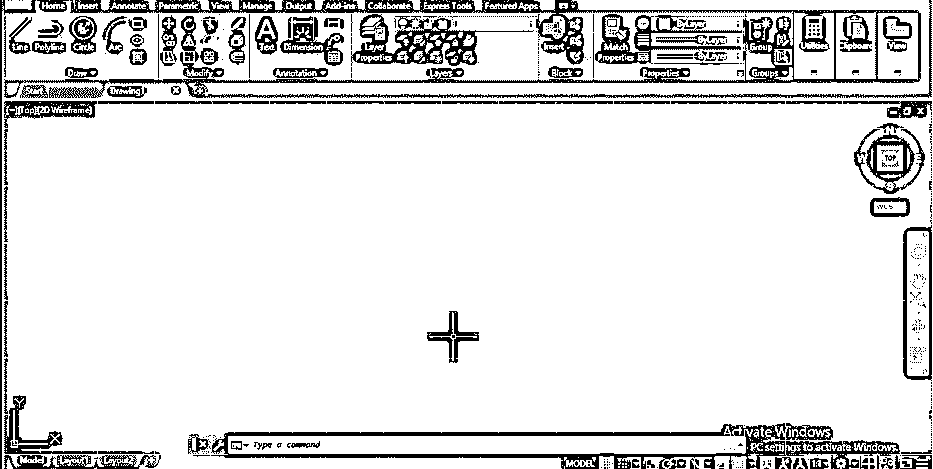 Home Insert Annotate Parametric View Manage Output Add-ins Collaborate Express Tools Featured Apps
Line Polyline Circle Arc Text Dimension Layer Properties Insert Match Properties ByLayer Group Utilities Clipboard View
ByLayer
ByLayer
Draw Modify Annotation Layers Block Properties Groups
Start Drawing1
[-][Top][2D Wireframe]
N
W TOP E
S
WCS
Y
X
Type a command
Activate Windows
PC settings to activate Windows
Model Layout1 Layout2
MODEL